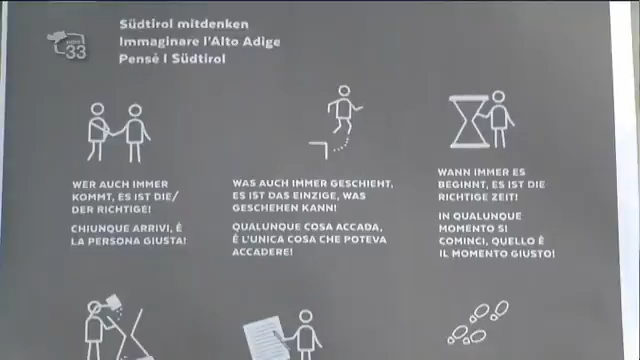 33
Südtirol mitdenken
Immaginare l'Alto Adige
Pensé l Südtirol
WER AUCH IMMER
KOMMT, ES IST DIE/
DER RICHTIGE!
CHIUNQUE ARRIVI, È
LA PERSONA GIUSTA!
WAS AUCH IMMER GESCHIEHT,
ES IST DAS EINZIGE, WAS
GESCHEHEN KANN!
QUALUNQUE COSA ACCADA,
È L'UNICA COSA CHE POTEVA
ACCADERE!
WANN IMMER ES
BEGINNT, ES IST DIE
RICHTIGE ZEIT!
IN QUALUNQUE
MOMENTO SI
COMINCI, QUELLO È
IL MOMENTO GIUSTO!